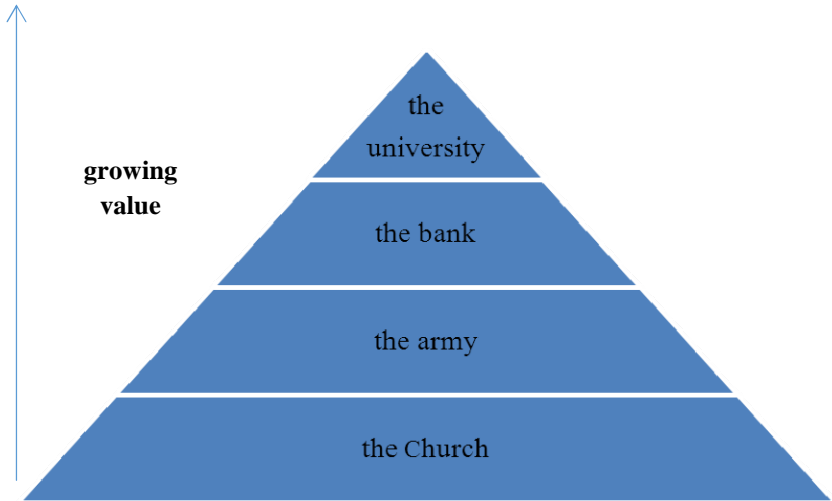 the
university
growing
value
the bank
the army
the Church